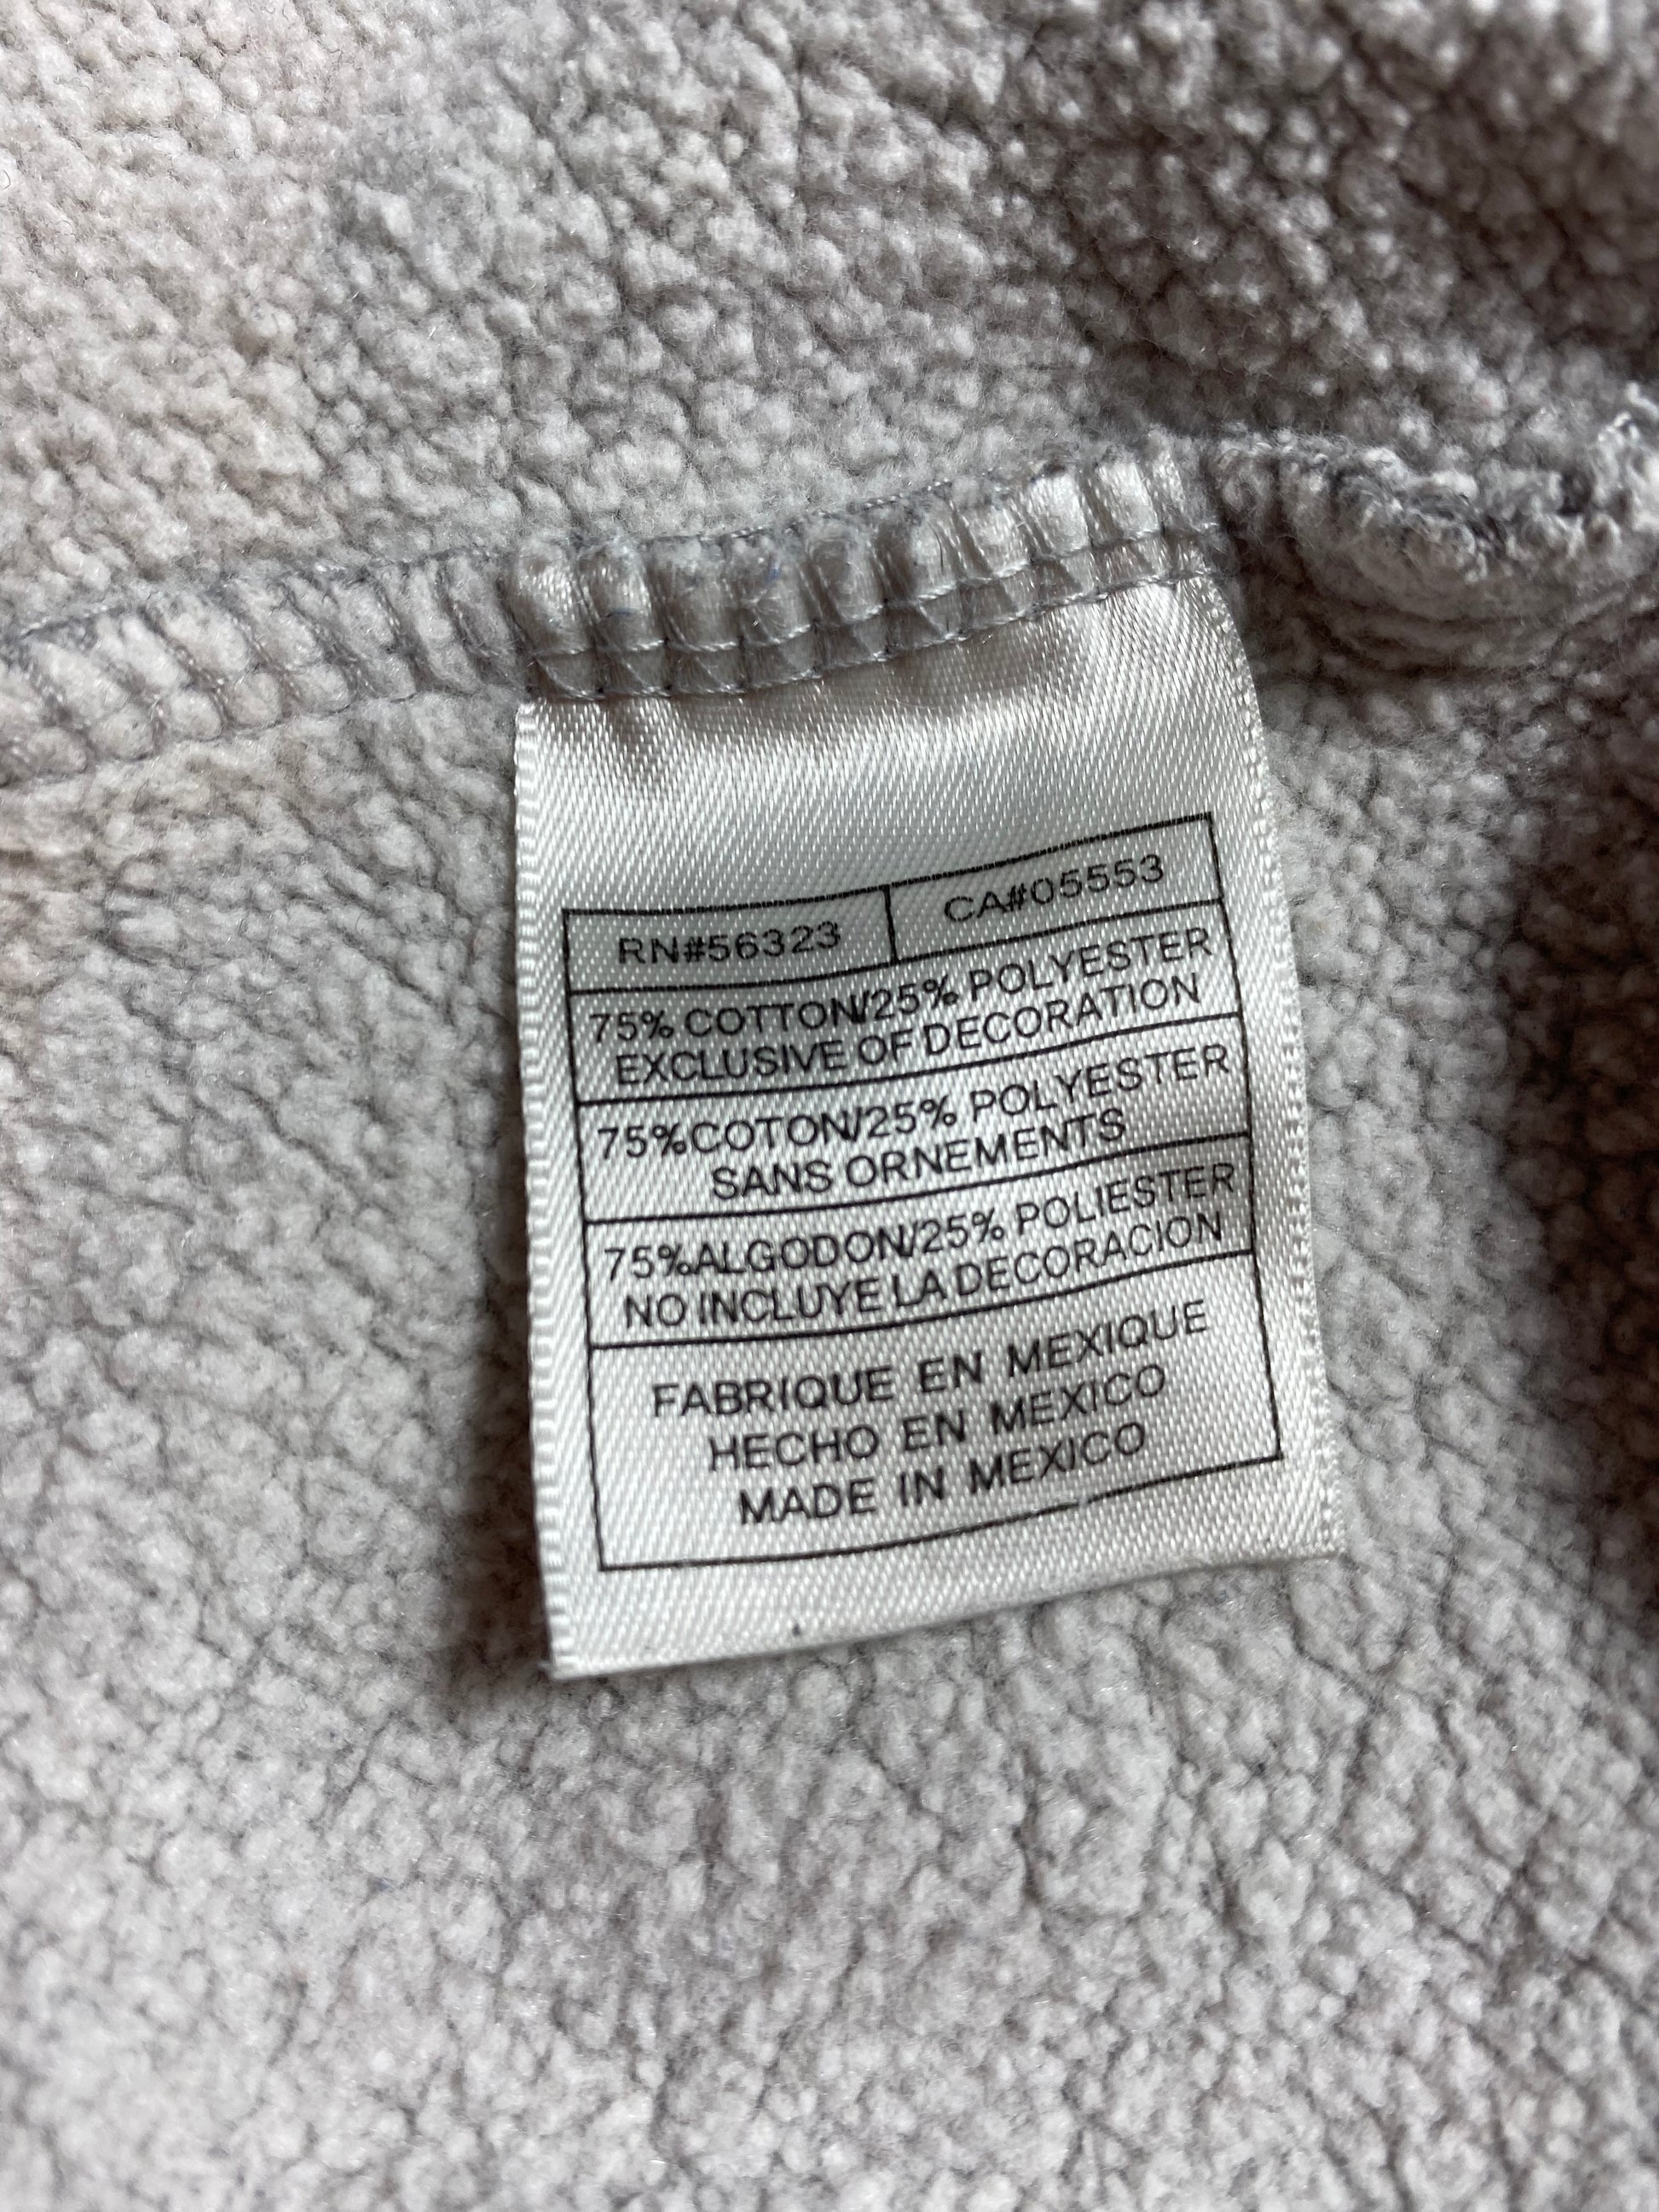 RN#56323 CA#05553
75% COTTON/25% POLYESTER
EXCLUSIVE OF DECORATION
75%COTON/25% POLYESTER
SANS ORNEMENTS
75%ALGODON/25% POLIESTER
NO INCLUYE LA DECORACION
FABRIQUE EN MEXIQUE
HECHO EN MEXICO
MADE IN MEXICO